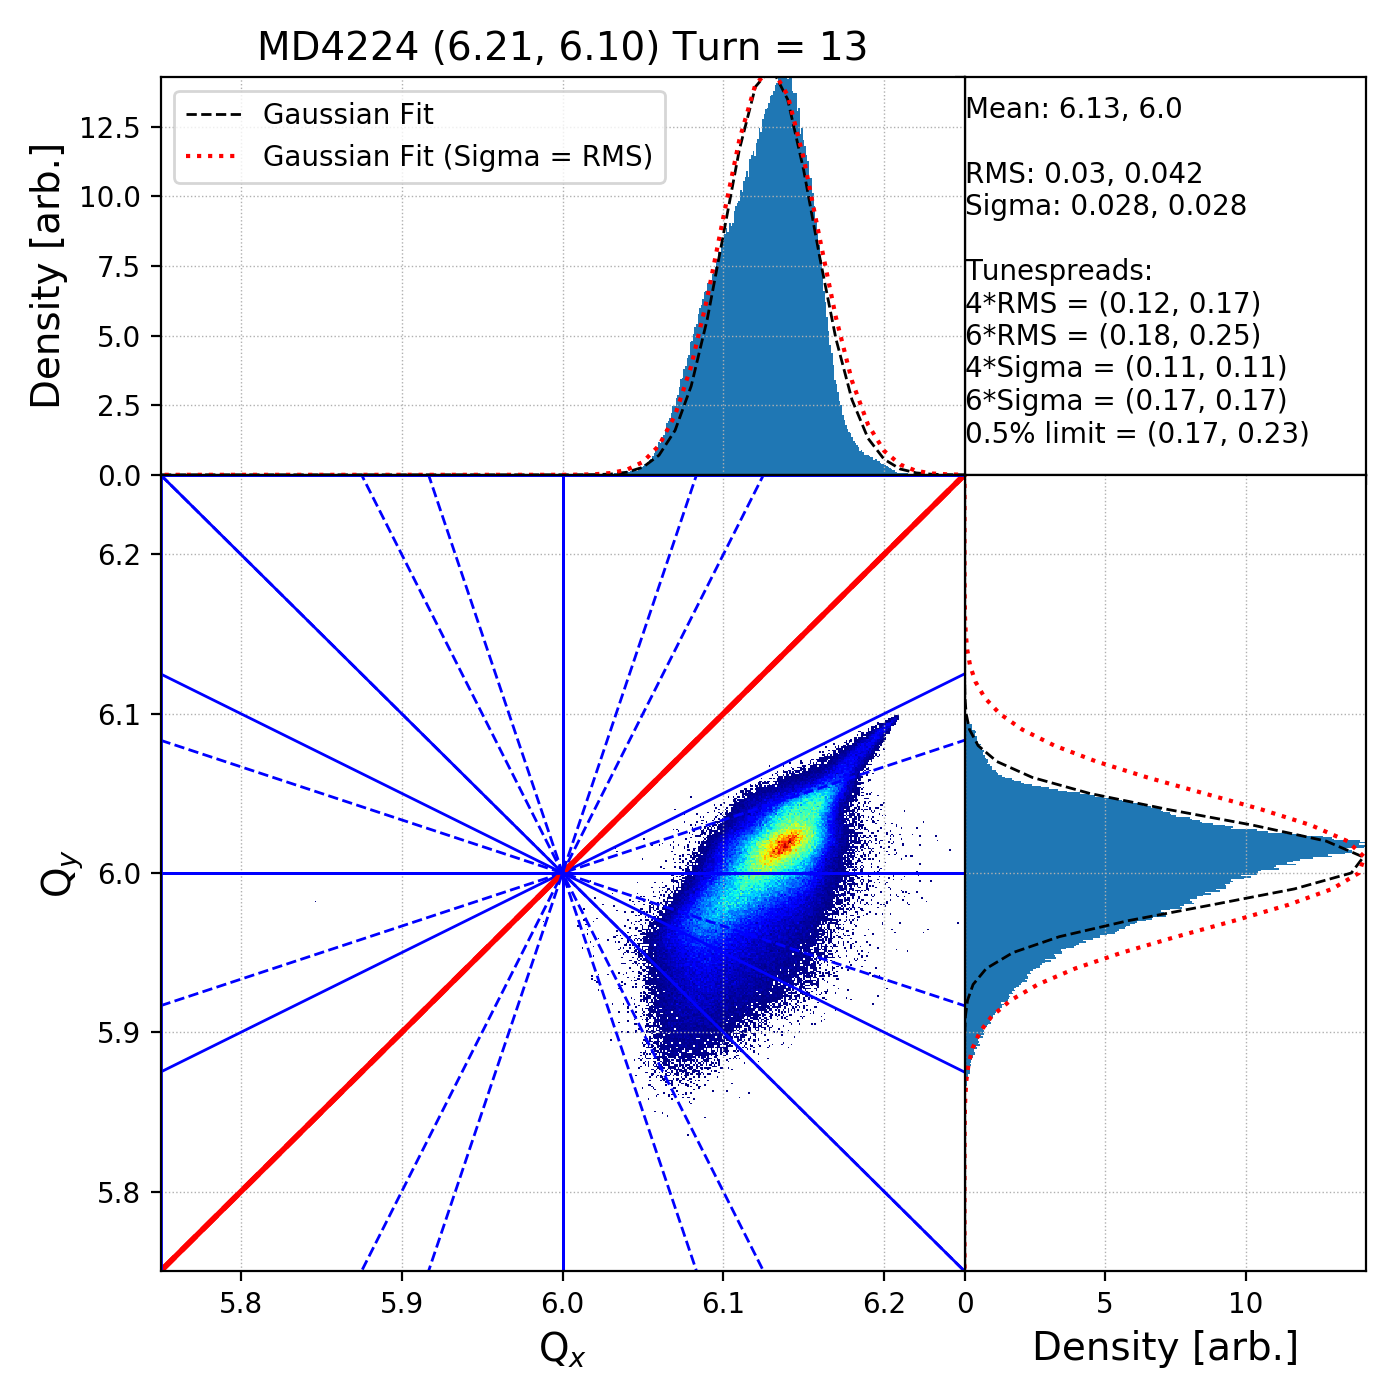 MD4224 (6.21, 6.10) Turn = 13
Gaussian Fit
Gaussian Fit (Sigma = RMS)
Density [arb.]
12.5
10.0
7.5
5.0
2.5
0.0
Mean: 6.13, 6.0
RMS: 0.03, 0.042
Sigma: 0.028, 0.028
Tunespreads:
4*RMS = (0.12, 0.17)
6*RMS = (0.18, 0.25)
4*Sigma = (0.11, 0.11)
6*Sigma = (0.17, 0.17)
0.5% limit = (0.17, 0.23)
Qy
6.2
6.1
6.0
5.9
5.8
5.8 5.9 6.0 6.1 6.2
Qx
0 5 10
Density [arb.]